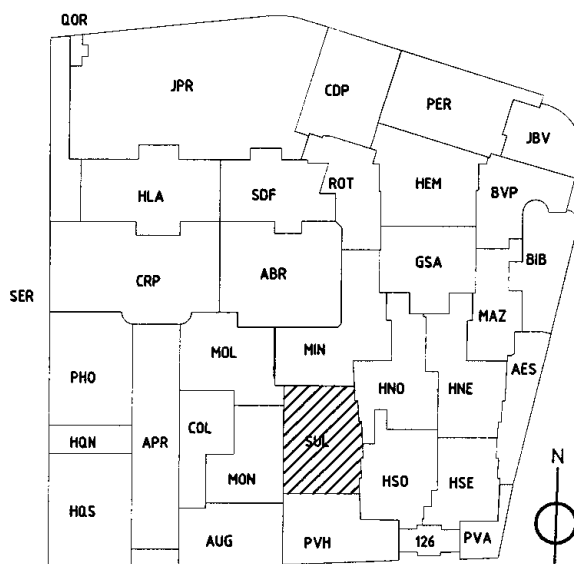 QOR
JPR
CDP
PER
JBV
HLA
SDF
ROT
HEM
BVP
SER
CRP
ABR
GSA
BIB
MAZ
MOL
MIN
PHO
HNO
HNE
AES
COL
HQN
APR
SUL
MON
HSO
HSE
N
HQS
AUG
PVH
126
PVA